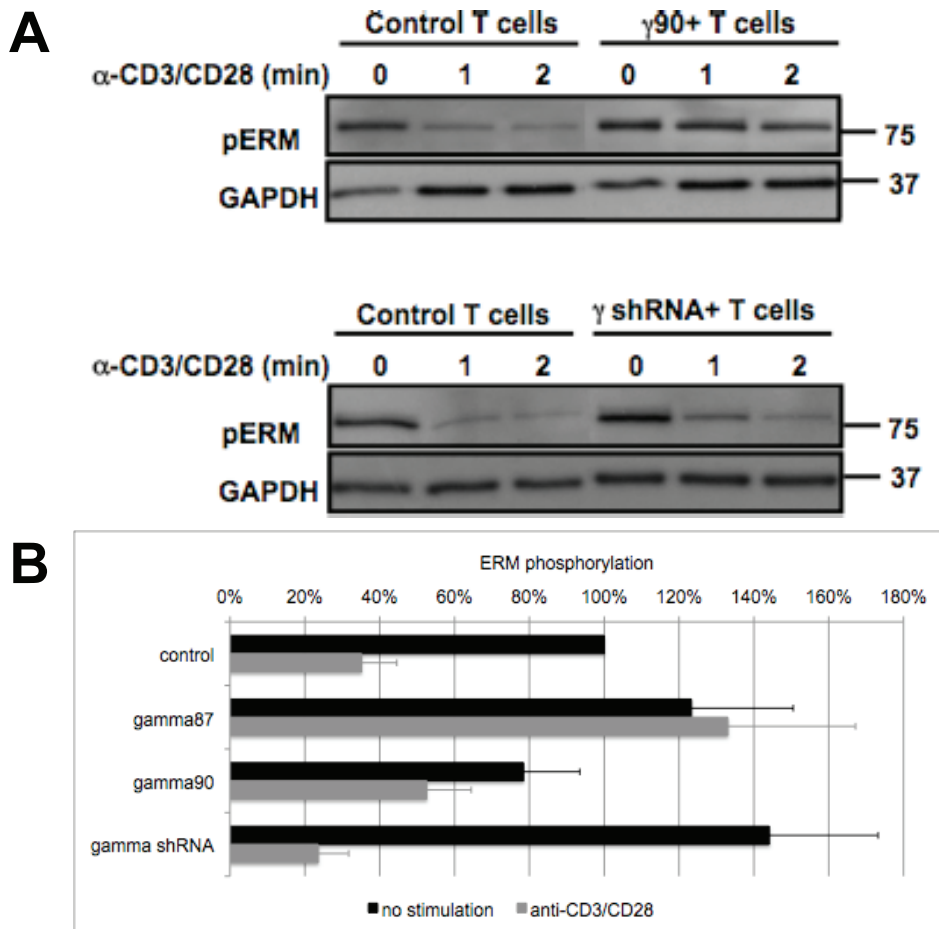 A
Control T cells γ90+ T cells
α-CD3/CD28 (min) 0 1 2 0 1 2
pERM 75
GAPDH 37
Control T cells γ shRNA+ T cells
α-CD3/CD28 (min) 0 1 2 0 1 2
pERM 75
GAPDH 37
B
ERM phosphorylation
0% 20% 40% 60% 80% 100% 120% 140% 160% 180%
control
gamma87
gamma90
gamma shRNA
no stimulation anti-CD3/CD28